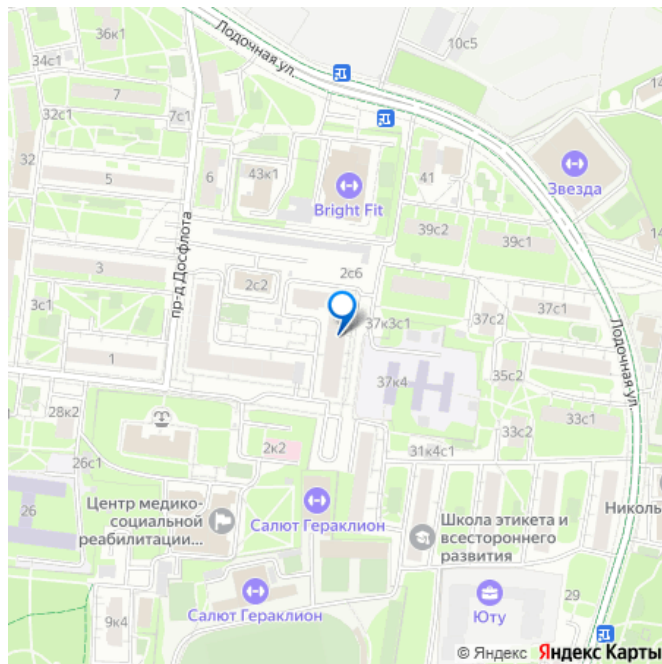 36к1
Лодочная ул.
10с5
34с1
7
32с1
7с1
32
5
6
43к1
Bright Fit
41
Звезда
14
39с2
39с1
14
пр-д Досфлота
3
2с2
2с6
3с1
37к3с1
37с2
37с1
Лодочная ул.
1
37к4
35с2
28к2
33с1
33с2
26с1
2к2
31к4с1
26
Центр медико-
социальной
реабилитации...
Салют Гераклион
Школа этикета и
всестороннего
развития
Николь
Салют Гераклион
Юту
29
9к4
© Яндекс Яндекс Карты